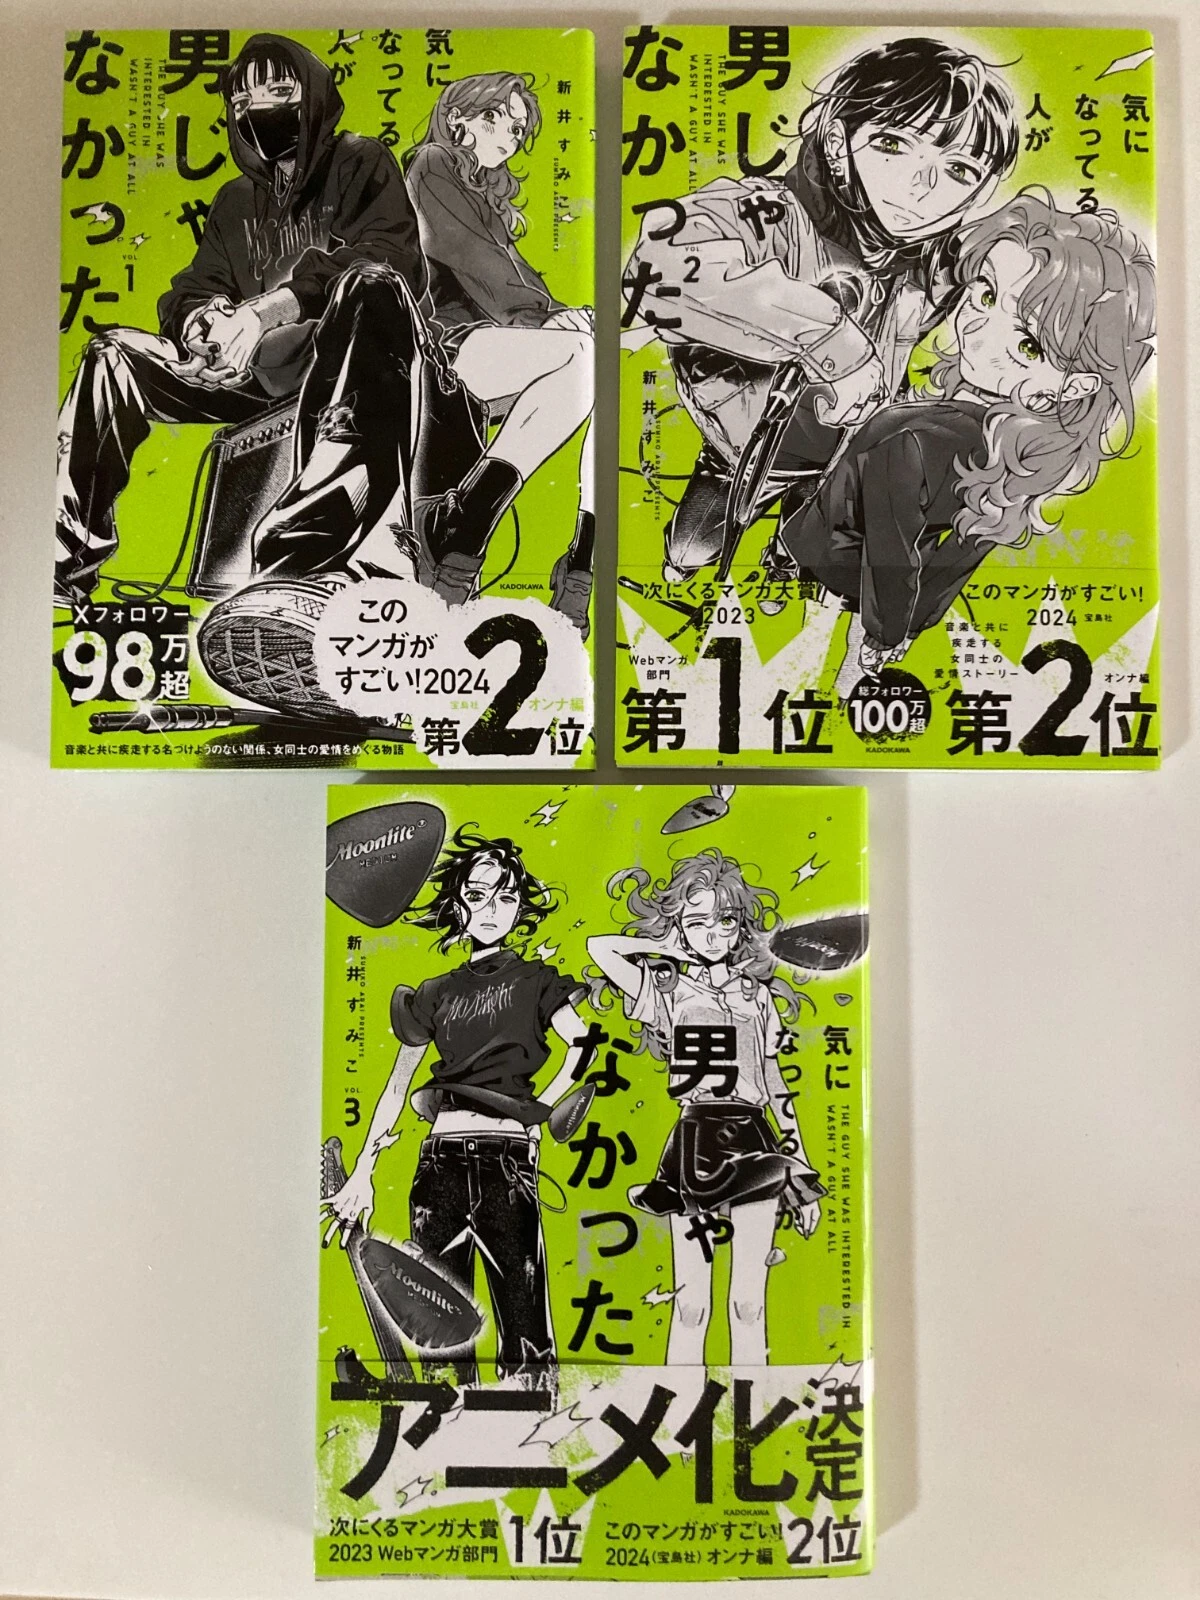 気に
なってる
人が
男じゃ
なかった
THE GUY SHE WAS
INTERESTED IN
WASN'T A GUY AT ALL
VOL.
1
新井すみこ
SUMIKO ARAI PRESENTS
KADOKAWA
Xフォロワー
98万超
この
マンガが
すごい!2024
宝島社
オンナ編
第2位
音楽と共に疾走する名づけようのない関係、女同士の愛情をめぐる物語
気に
なってる
人が
男じゃ
なかった
THE GUY SHE WAS
INTERESTED IN
WASN'T A GUY AT ALL
VOL.
2
新井すみこ
SUMIKO ARAI PRESENTS
次にくるマンガ大賞
2023
Webマンガ
部門
第1位
このマンガがすごい!
2024 宝島社
音楽と共に
疾走する
女同士の
愛情ストーリー
オンナ編
第2位
総フォロワー
100万超
KADOKAWA
Moonlite
MEDIUM
新井すみこ
SUMIKO ARAI PRESENTS
VOL.
3
気に
なってる人が
男じゃ
なかった
THE GUY SHE WAS INTERESTED IN
WASN'T A GUY AT ALL
Moonlite
Moonlite
アニメ化決定
KADOKAWA
次にくるマンガ大賞
2023 Webマンガ部門
1位
このマンガがすごい!
2024(宝島社)オンナ編
2位